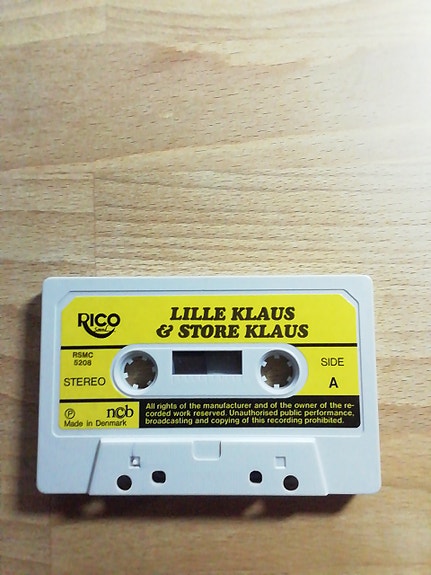 RICO
Sound
LILLE KLAUS
& STORE KLAUS
RSMC
5208
STEREO
SIDE
A
℗
Made in Denmark
ncb
All rights of the manufacturer and of the owner of the re-
corded work reserved. Unauthorised public performance,
broadcasting and copying of this recording prohibited.